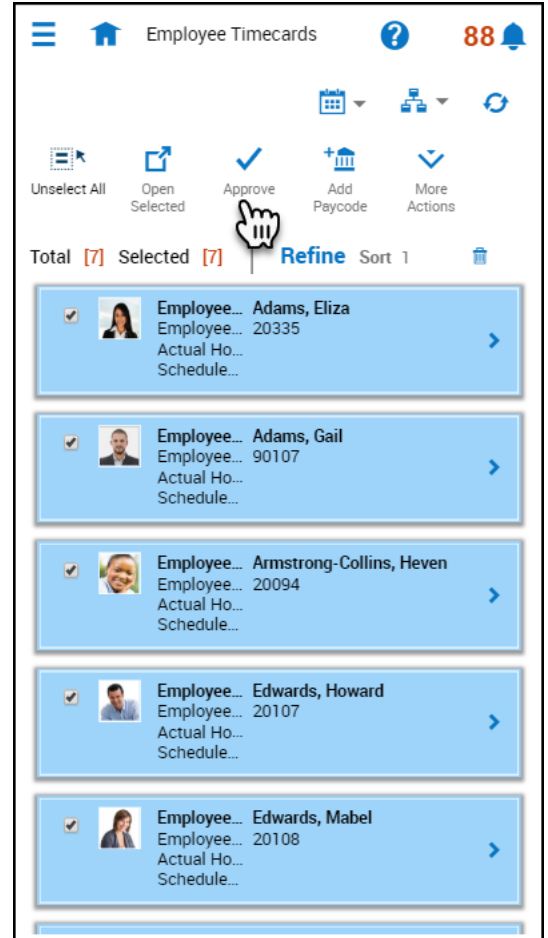 Employee Timecards ? 88
Unselect All Open Selected Approve Add Paycode More Actions
Total [7] Selected [7] Refine Sort 1
Employee... Adams, Eliza
Employee... 20335
Actual Ho...
Schedule...
Employee... Adams, Gail
Employee... 90107
Actual Ho...
Schedule...
Employee... Armstrong-Collins, Heven
Employee... 20094
Actual Ho...
Schedule...
Employee... Edwards, Howard
Employee... 20107
Actual Ho...
Schedule...
Employee... Edwards, Mabel
Employee... 20108
Actual Ho...
Schedule...